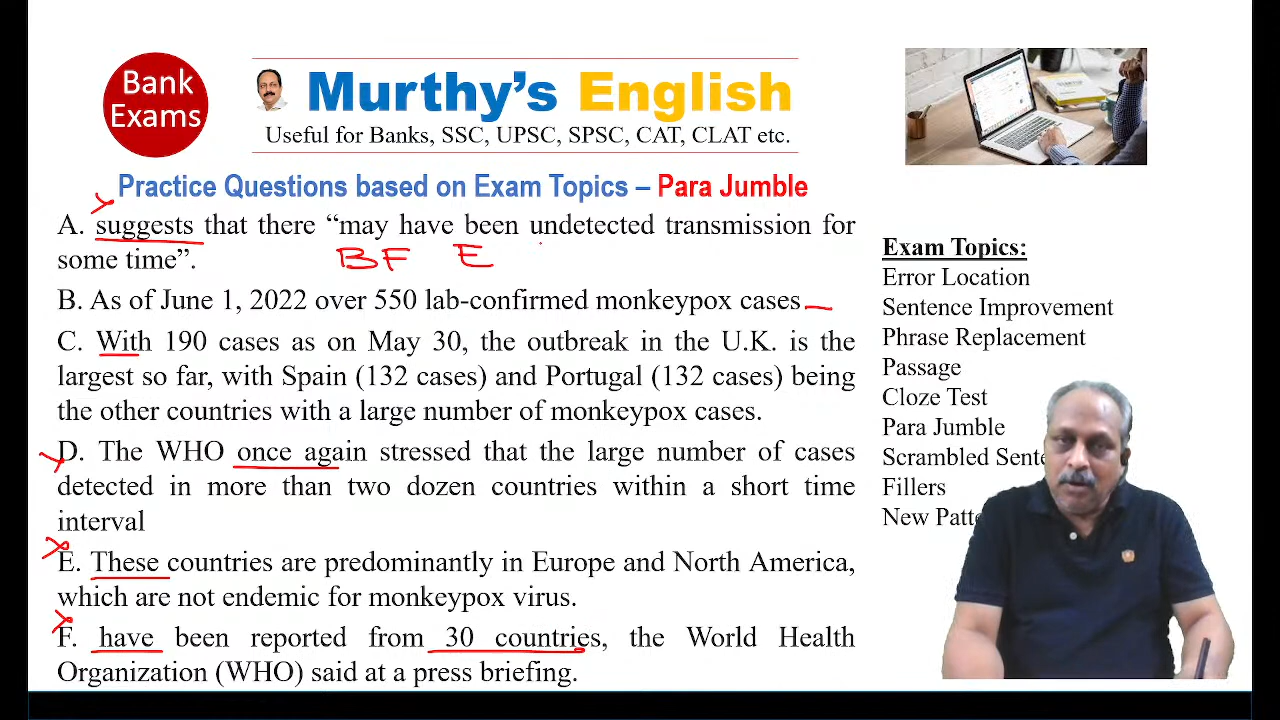 Bank
Exams
Murthy's English
Useful for Banks, SSC, UPSC, SPSC, CAT, CLAT etc.
Practice Questions based on Exam Topics – Para Jumble
A. suggests that there “may have been undetected transmission for
some time”.
BF E
B. As of June 1, 2022 over 550 lab-confirmed monkeypox cases
C. With 190 cases as on May 30, the outbreak in the U.K. is the
largest so far, with Spain (132 cases) and Portugal (132 cases) being
the other countries with a large number of monkeypox cases.
D. The WHO once again stressed that the large number of cases
detected in more than two dozen countries within a short time
interval
E. These countries are predominantly in Europe and North America,
which are not endemic for monkeypox virus.
F. have been reported from 30 countries, the World Health
Organization (WHO) said at a press briefing.
Exam Topics:
Error Location
Sentence Improvement
Phrase Replacement
Passage
Cloze Test
Para Jumble
Scrambled
Fillers
New